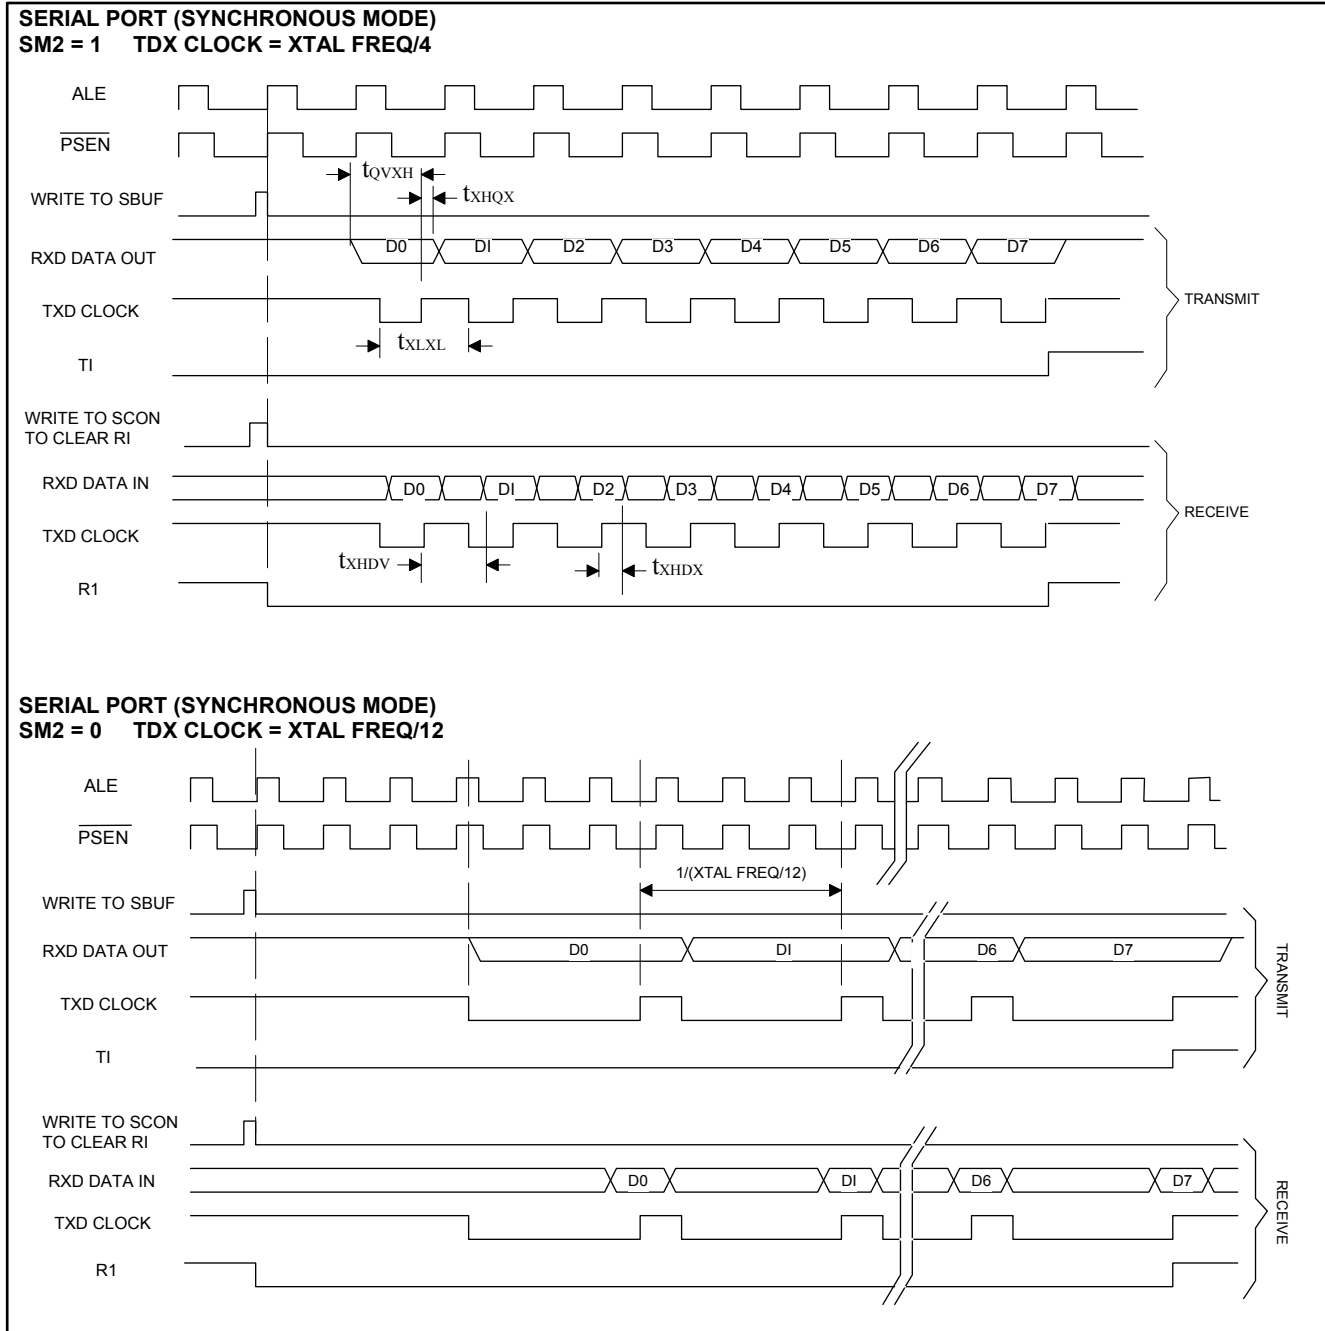 SERIAL PORT (SYNCHRONOUS MODE)
SM2 = 1 TDX CLOCK = XTAL FREQ/4
ALE
PSEN
tQVXH
tXHQX
WRITE TO SBUF
RXD DATA OUT
D0 DI D2 D3 D4 D5 D6 D7
TXD CLOCK
TRANSMIT
tXLXL
TI
WRITE TO SCON
TO CLEAR RI
RXD DATA IN
D0 DI D2 D3 D4 D5 D6 D7
TXD CLOCK
RECEIVE
tXHDV
tXHDX
R1
SERIAL PORT (SYNCHRONOUS MODE)
SM2 = 0 TDX CLOCK = XTAL FREQ/12
ALE
PSEN
1/(XTAL FREQ/12)
WRITE TO SBUF
RXD DATA OUT
D0 DI D6 D7
TXD CLOCK
TRANSMIT
TI
WRITE TO SCON
TO CLEAR RI
RXD DATA IN
D0 DI D6 D7
TXD CLOCK
RECEIVE
R1